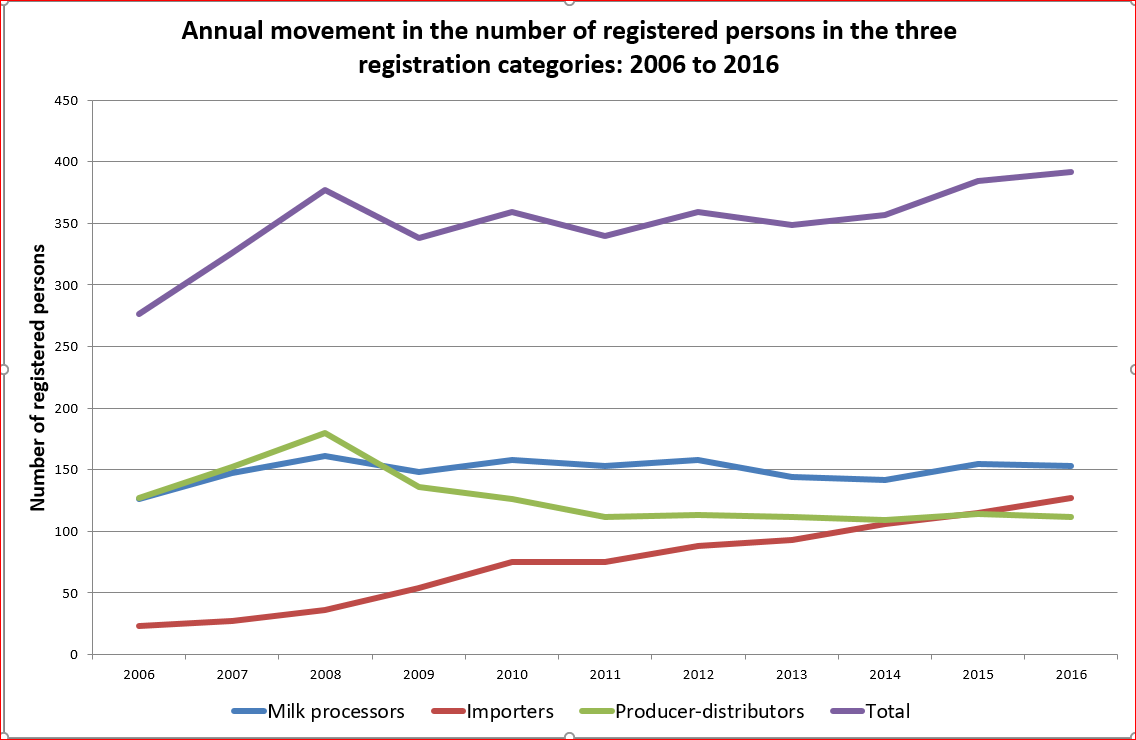 Annual movement in the number of registered persons in the three
registration categories: 2006 to 2016
Number of registered persons
450
400
350
300
250
200
150
100
50
0
2006 2007 2008 2009 2010 2011 2012 2013 2014 2015 2016
Milk processors Importers Producer-distributors Total